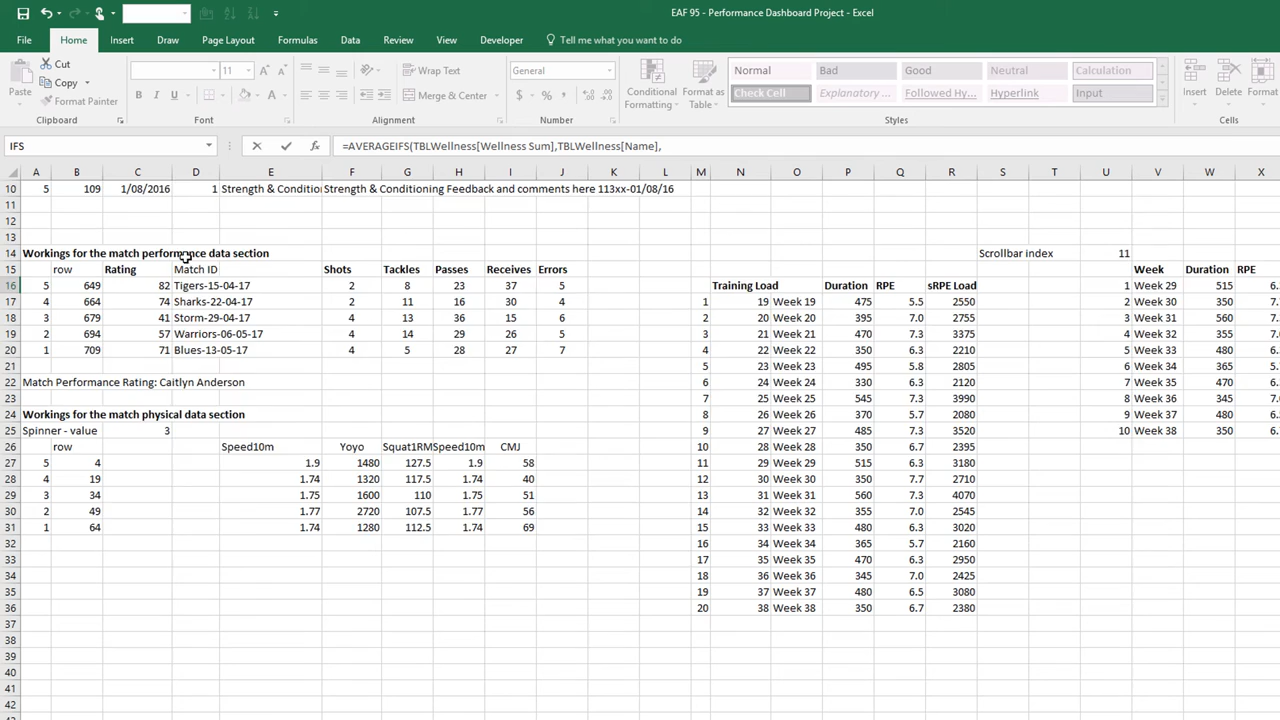 EAF 95 - Performance Dashboard Project - Excel
File Home Insert Draw Page Layout Formulas Data Review View Developer Tell me what you want to do
Paste Cut Copy Format Painter 11 Wrap Text Merge & Center General Conditional Formatting Format as Table Normal Bad Good Neutral Calculation Check Cell Explanatory ... Followed Hy... Hyperlink Input Insert Delete Format
Clipboard Font Alignment Number Styles Cells
IFS =AVERAGEIFS(TBLWellness[Wellness Sum],TBLWellness[Name],
A B C D E F G H I J K L M N O P Q R S T U V W X
10 5 109 1/08/2016 1 Strength & Conditio Strength & Conditioning Feedback and comments here 113xx-01/08/16
11
12
13
14 Workings for the match performance data section Scrollbar index 11
15 row Rating Match ID Shots Tackles Passes Receives Errors Week Duration RPE
16 5 649 82 Tigers-15-04-17 2 8 23 37 5 Training Load Duration RPE sRPE Load 1 Week 29 515 6.
17 4 664 74 Sharks-22-04-17 2 11 16 30 4 1 19 Week 19 475 5.5 2550 2 Week 30 350 7.
18 3 679 41 Storm-29-04-17 4 13 36 15 6 2 20 Week 20 395 7.0 2755 3 Week 31 560 7.
19 2 694 57 Warriors-06-05-17 4 14 29 26 5 3 21 Week 21 470 7.3 3375 4 Week 32 355 7.
20 1 709 71 Blues-13-05-17 4 5 28 27 7 4 22 Week 22 350 6.3 2210 5 Week 33 480 6.
21 5 23 Week 23 495 5.8 2805 6 Week 34 365 5.
22 Match Performance Rating: Caitlyn Anderson 6 24 Week 24 330 6.3 2120 7 Week 35 470 6.
23 7 25 Week 25 545 7.3 3990 8 Week 36 345 7.
24 Workings for the match physical data section 8 26 Week 26 370 5.7 2080 9 Week 37 480 6.
25 Spinner - value 3 9 27 Week 27 485 7.3 3520 10 Week 38 350 6.
26 row Speed10m Yoyo Squat1RM Speed10m CMJ 10 28 Week 28 350 6.7 2395
27 5 4 1.9 1480 127.5 1.9 58 11 29 Week 29 515 6.3 3180
28 4 19 1.74 1320 117.5 1.74 40 12 30 Week 30 350 7.7 2710
29 3 34 1.75 1600 110 1.75 51 13 31 Week 31 560 7.3 4070
30 2 49 1.77 2720 107.5 1.77 56 14 32 Week 32 355 7.0 2545
31 1 64 1.74 1280 112.5 1.74 69 15 33 Week 33 480 6.3 3020
32 16 34 Week 34 365 5.7 2160
33 17 35 Week 35 470 6.3 2950
34 18 36 Week 36 345 7.0 2425
35 19 37 Week 37 480 6.5 3080
36 20 38 Week 38 350 6.7 2380
37
38
39
40
41
42